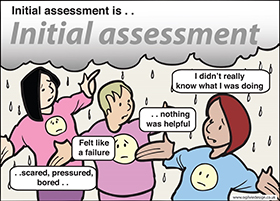 Initial assessment is . .
Initial assessment
I didn't really
know what I was doing
. . nothing
was helpful
Felt like
a failure
. .scared, pressured,
bored . .